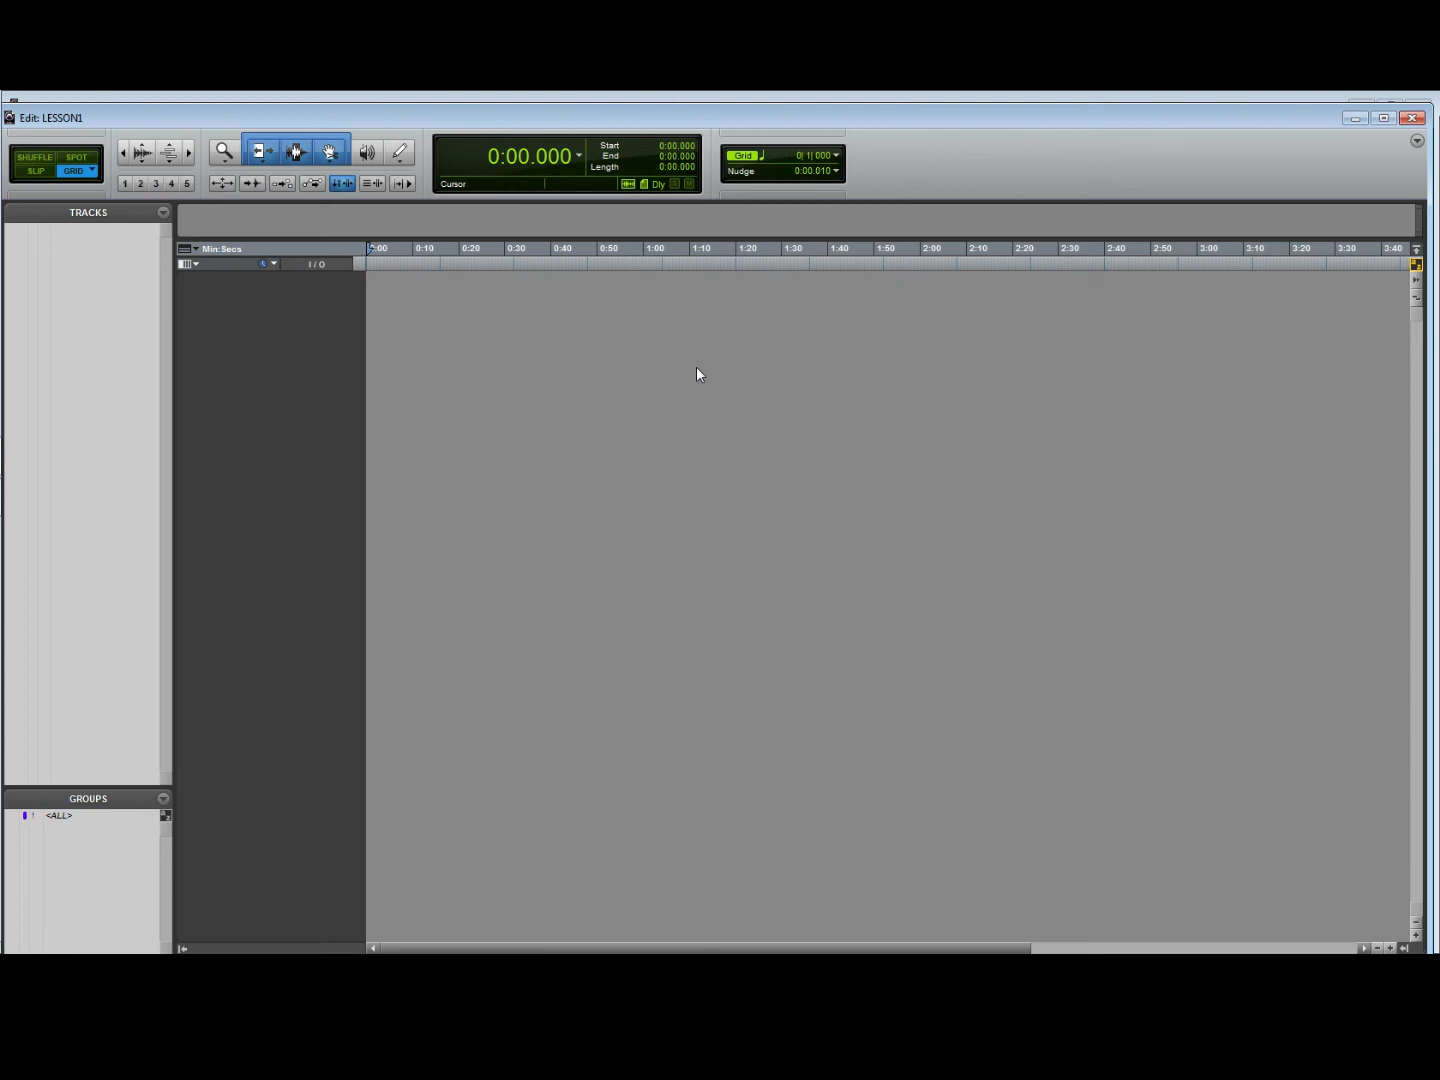 Edit: LESSON1
SHUFFLE SPOT
SLIP GRID
1 2 3 4 5
0:00.000
Start 0:00.000
End 0:00.000
Length 0:00.000
Cursor
Dly S M
Grid 0| 1| 000
Nudge 0:00.010
TRACKS
Min:Secs
0:10 0:20 0:30 0:40 0:50 1:00 1:10 1:20 1:30 1:40 1:50 2:00 2:10 2:20 2:30 2:40 2:50 3:00 3:10 3:20 3:30 3:40
I / O
GROUPS
! <ALL>